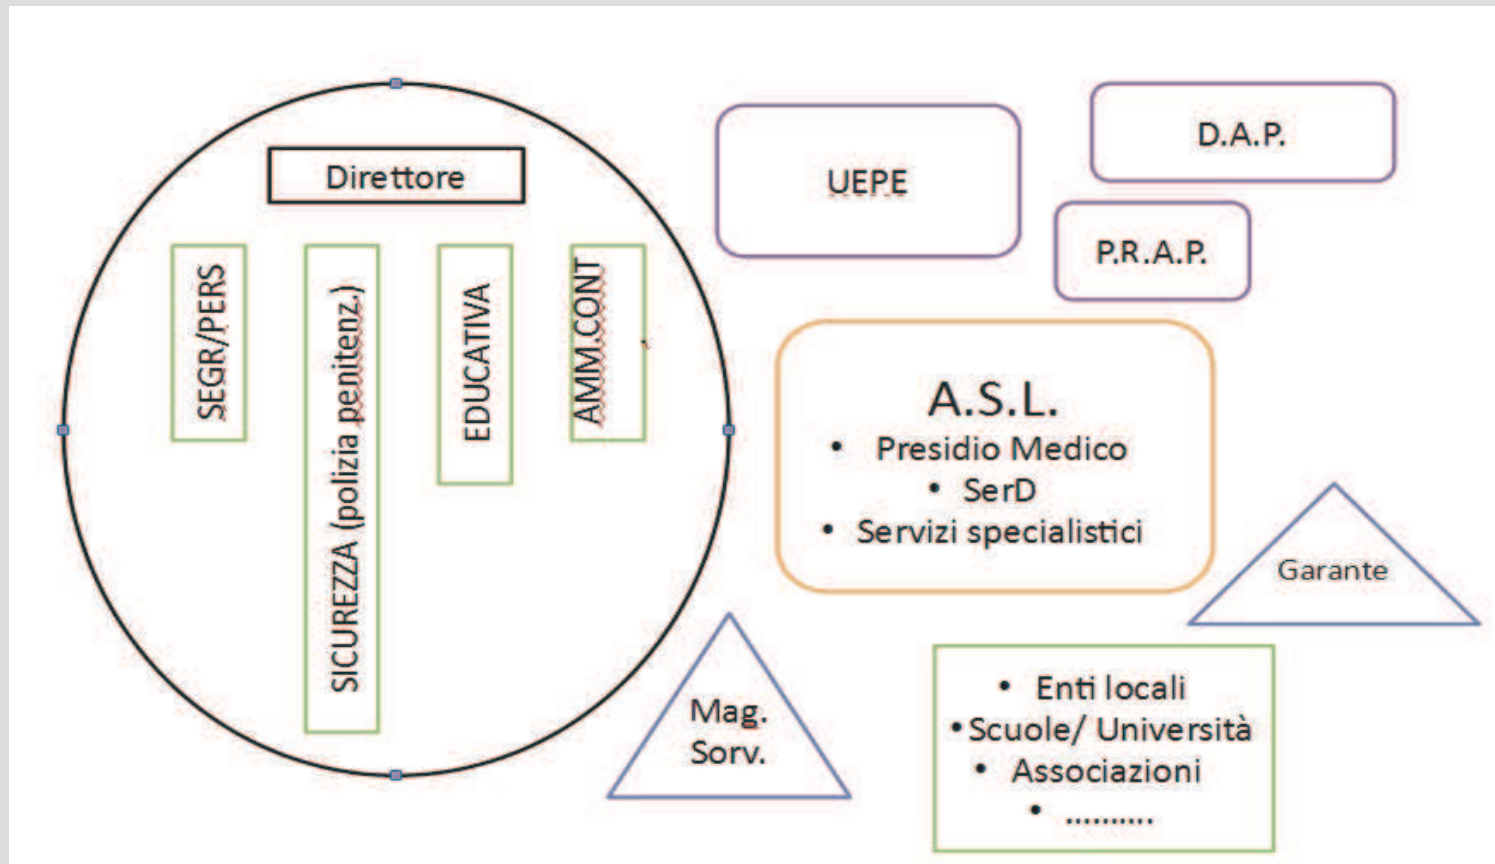 Direttore
SEGR/PERS
SICUREZZA (polizia penitenz.)
EDUCATIVA
AMM.CONT
UEPE
D.A.P.
P.R.A.P.
A.S.L.
• Presidio Medico
• SerD
• Servizi specialistici
Garante
Mag.
Sorv.
• Enti locali
• Scuole/ Università
• Associazioni
• ..........